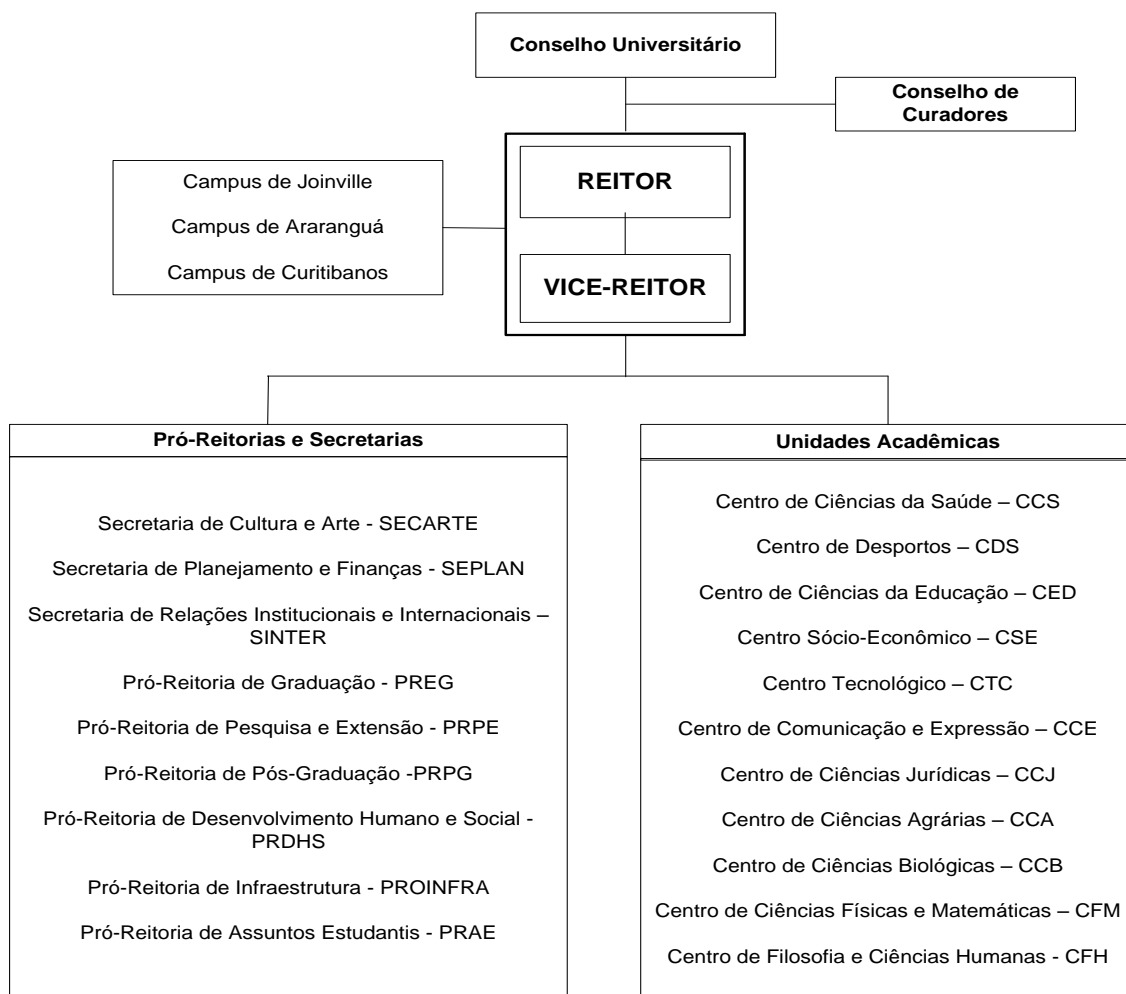 Conselho Universitário
Conselho de
Curadores
Campus de Joinville
Campus de Araranguá
Campus de Curitibanos
REITOR
VICE-REITOR
Pró-Reitorias e Secretarias
Secretaria de Cultura e Arte - SECARTE
Secretaria de Planejamento e Finanças - SEPLAN
Secretaria de Relações Institucionais e Internacionais –
SINTER
Pró-Reitoria de Graduação - PREG
Pró-Reitoria de Pesquisa e Extensão - PRPE
Pró-Reitoria de Pós-Graduação -PRPG
Pró-Reitoria de Desenvolvimento Humano e Social -
PRDHS
Pró-Reitoria de Infraestrutura - PROINFRA
Pró-Reitoria de Assuntos Estudantis - PRAE
Unidades Acadêmicas
Centro de Ciências da Saúde – CCS
Centro de Desportos – CDS
Centro de Ciências da Educação – CED
Centro Sócio-Econômico – CSE
Centro Tecnológico – CTC
Centro de Comunicação e Expressão – CCE
Centro de Ciências Jurídicas – CCJ
Centro de Ciências Agrárias – CCA
Centro de Ciências Biológicas – CCB
Centro de Ciências Físicas e Matemáticas – CFM
Centro de Filosofia e Ciências Humanas - CFH